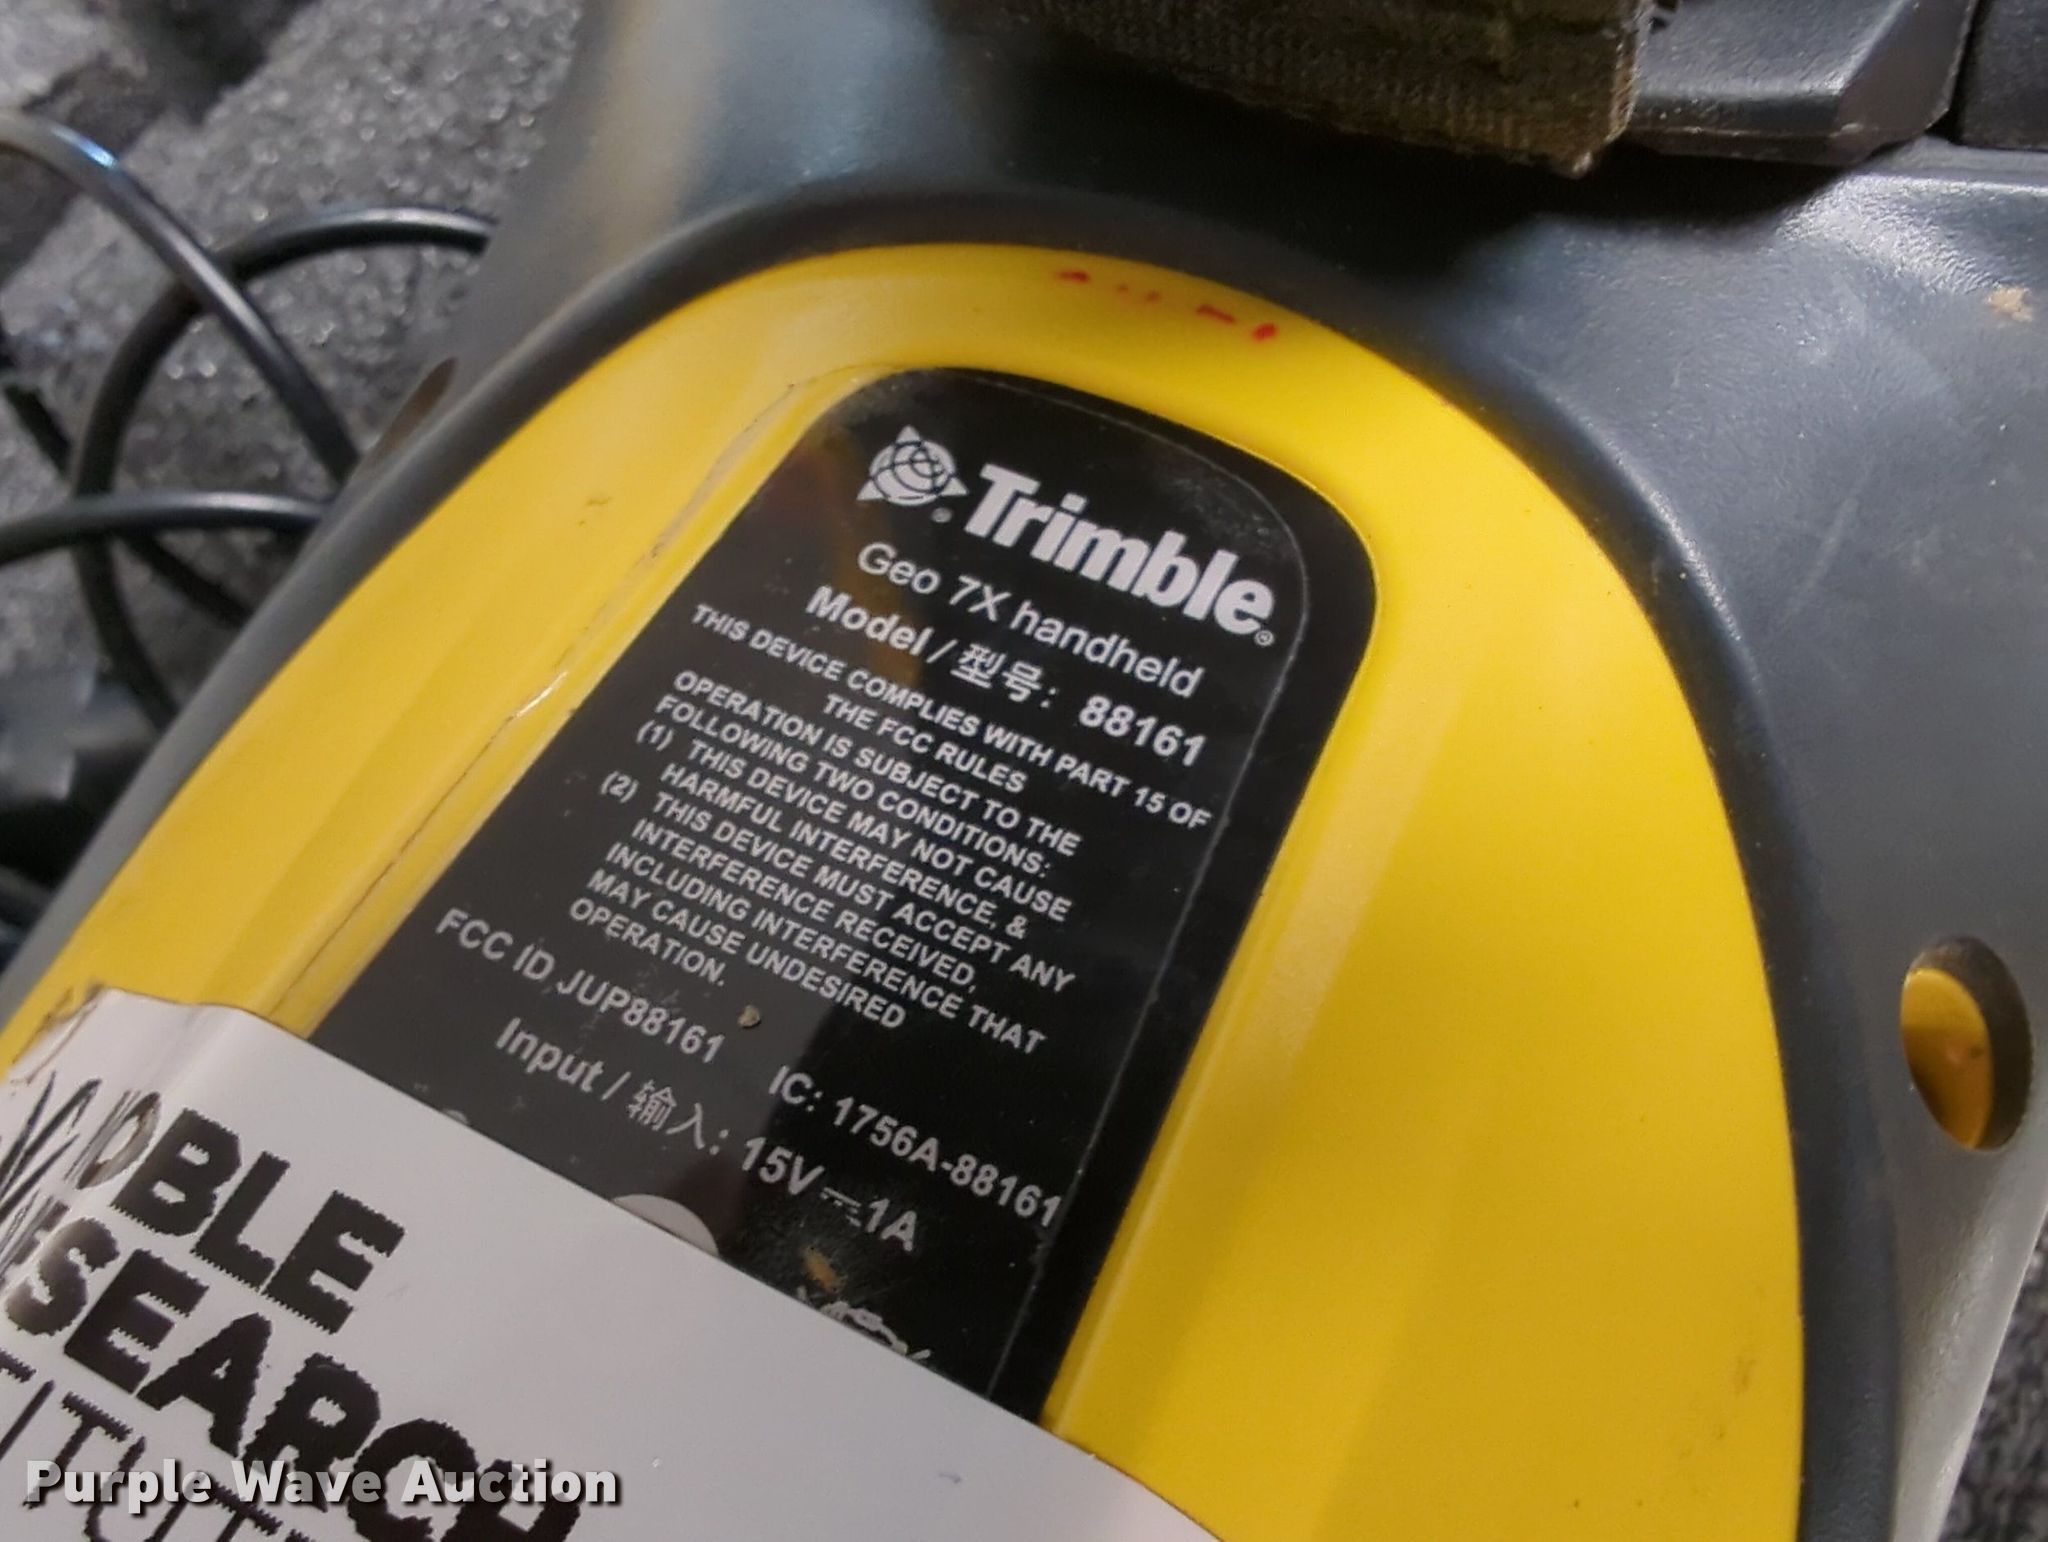 Trimble®
Geo 7X handheld
Model / 型号: 88161
THIS DEVICE COMPLIES WITH PART 15 OF
THE FCC RULES
OPERATION IS SUBJECT TO THE
FOLLOWING TWO CONDITIONS:
(1) THIS DEVICE MAY NOT CAUSE
HARMFUL INTERFERENCE, &
(2) THIS DEVICE MUST ACCEPT ANY
INTERFERENCE RECEIVED,
INCLUDING INTERFERENCE THAT
MAY CAUSE UNDESIRED
OPERATION.
FCC ID JUP88161 IC: 1756A-88161
Input / 输入: 15V⎓1A
OBLE
SEARCH
ITUT
Purple Wave Auction